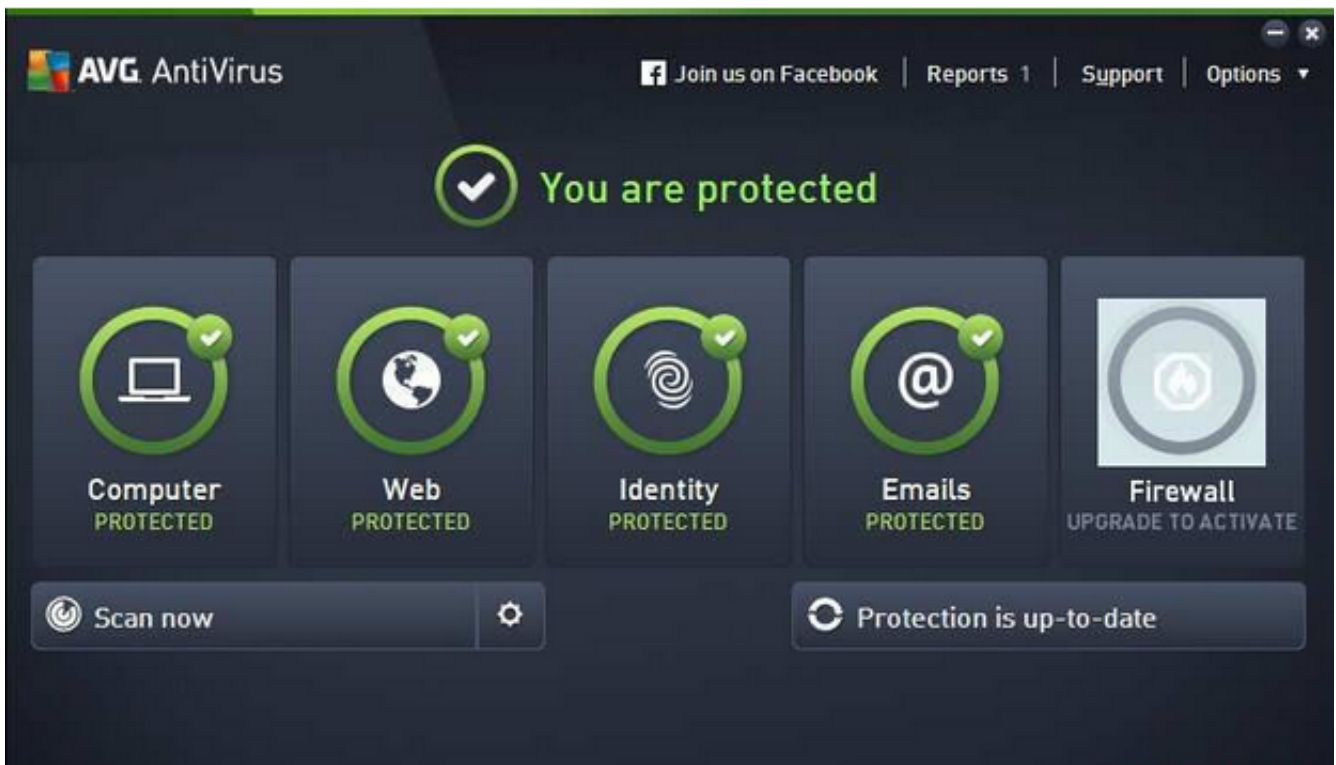 AVG AntiVirus
Join us on Facebook | Reports 1 | Support | Options
You are protected
Computer
PROTECTED
Web
PROTECTED
Identity
PROTECTED
Emails
PROTECTED
Firewall
UPGRADE TO ACTIVATE
Scan now
Protection is up-to-date